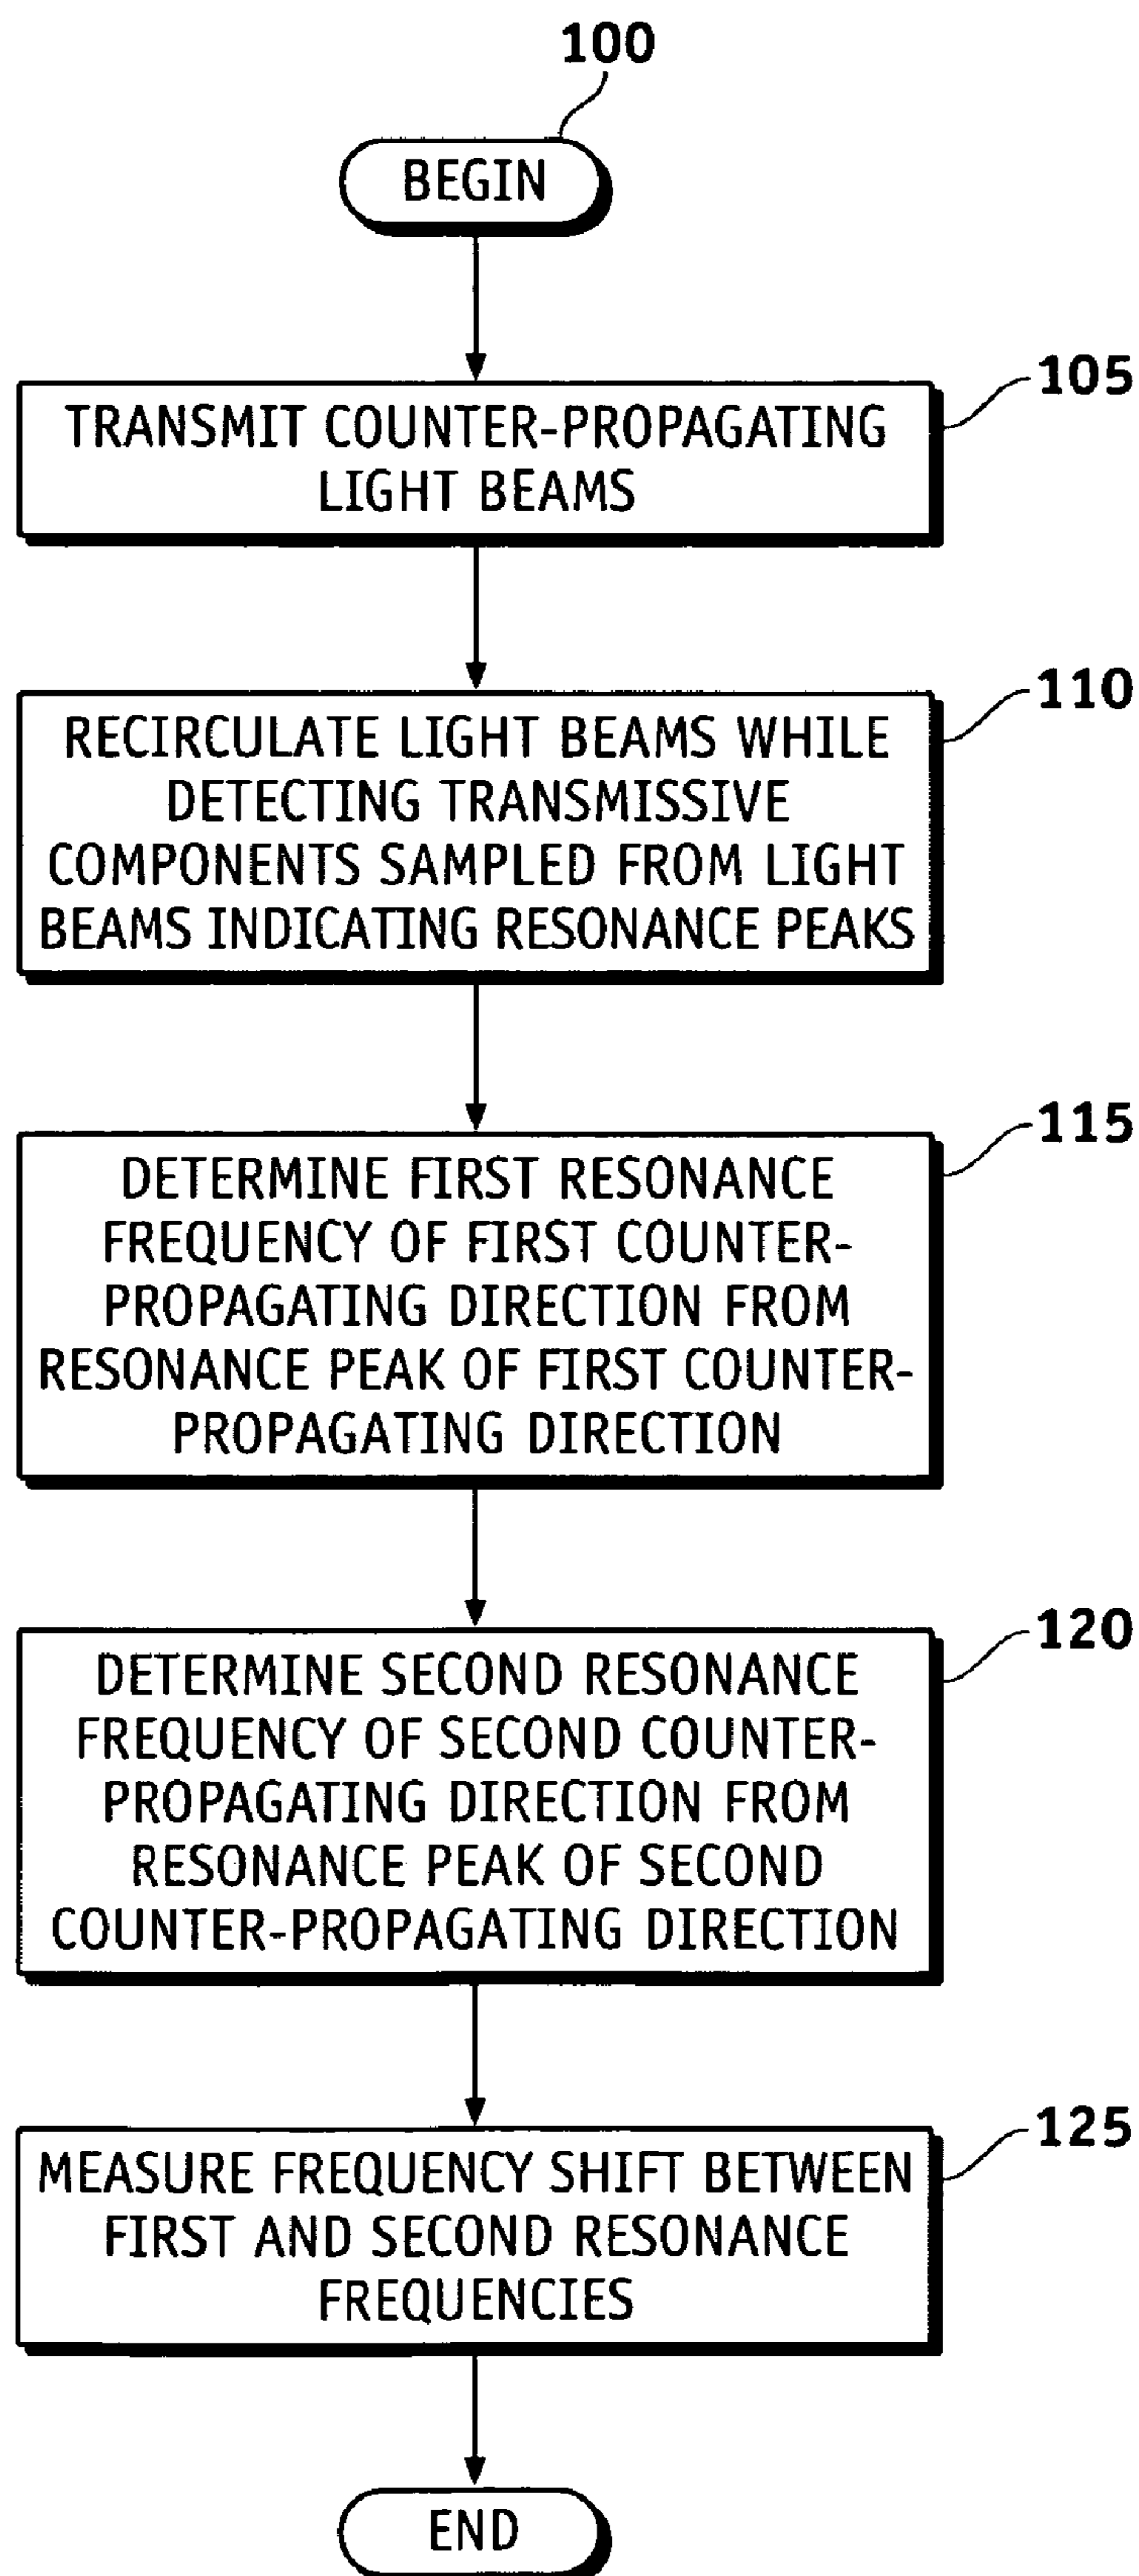 100
BEGIN
105
TRANSMIT COUNTER-PROPAGATING
LIGHT BEAMS
110
RECIRCULATE LIGHT BEAMS WHILE
DETECTING TRANSMISSIVE
COMPONENTS SAMPLED FROM LIGHT
BEAMS INDICATING RESONANCE PEAKS
115
DETERMINE FIRST RESONANCE
FREQUENCY OF FIRST COUNTER-
PROPAGATING DIRECTION FROM
RESONANCE PEAK OF FIRST COUNTER-
PROPAGATING DIRECTION
120
DETERMINE SECOND RESONANCE
FREQUENCY OF SECOND COUNTER-
PROPAGATING DIRECTION FROM
RESONANCE PEAK OF SECOND
COUNTER-PROPAGATING DIRECTION
125
MEASURE FREQUENCY SHIFT BETWEEN
FIRST AND SECOND RESONANCE
FREQUENCIES
END